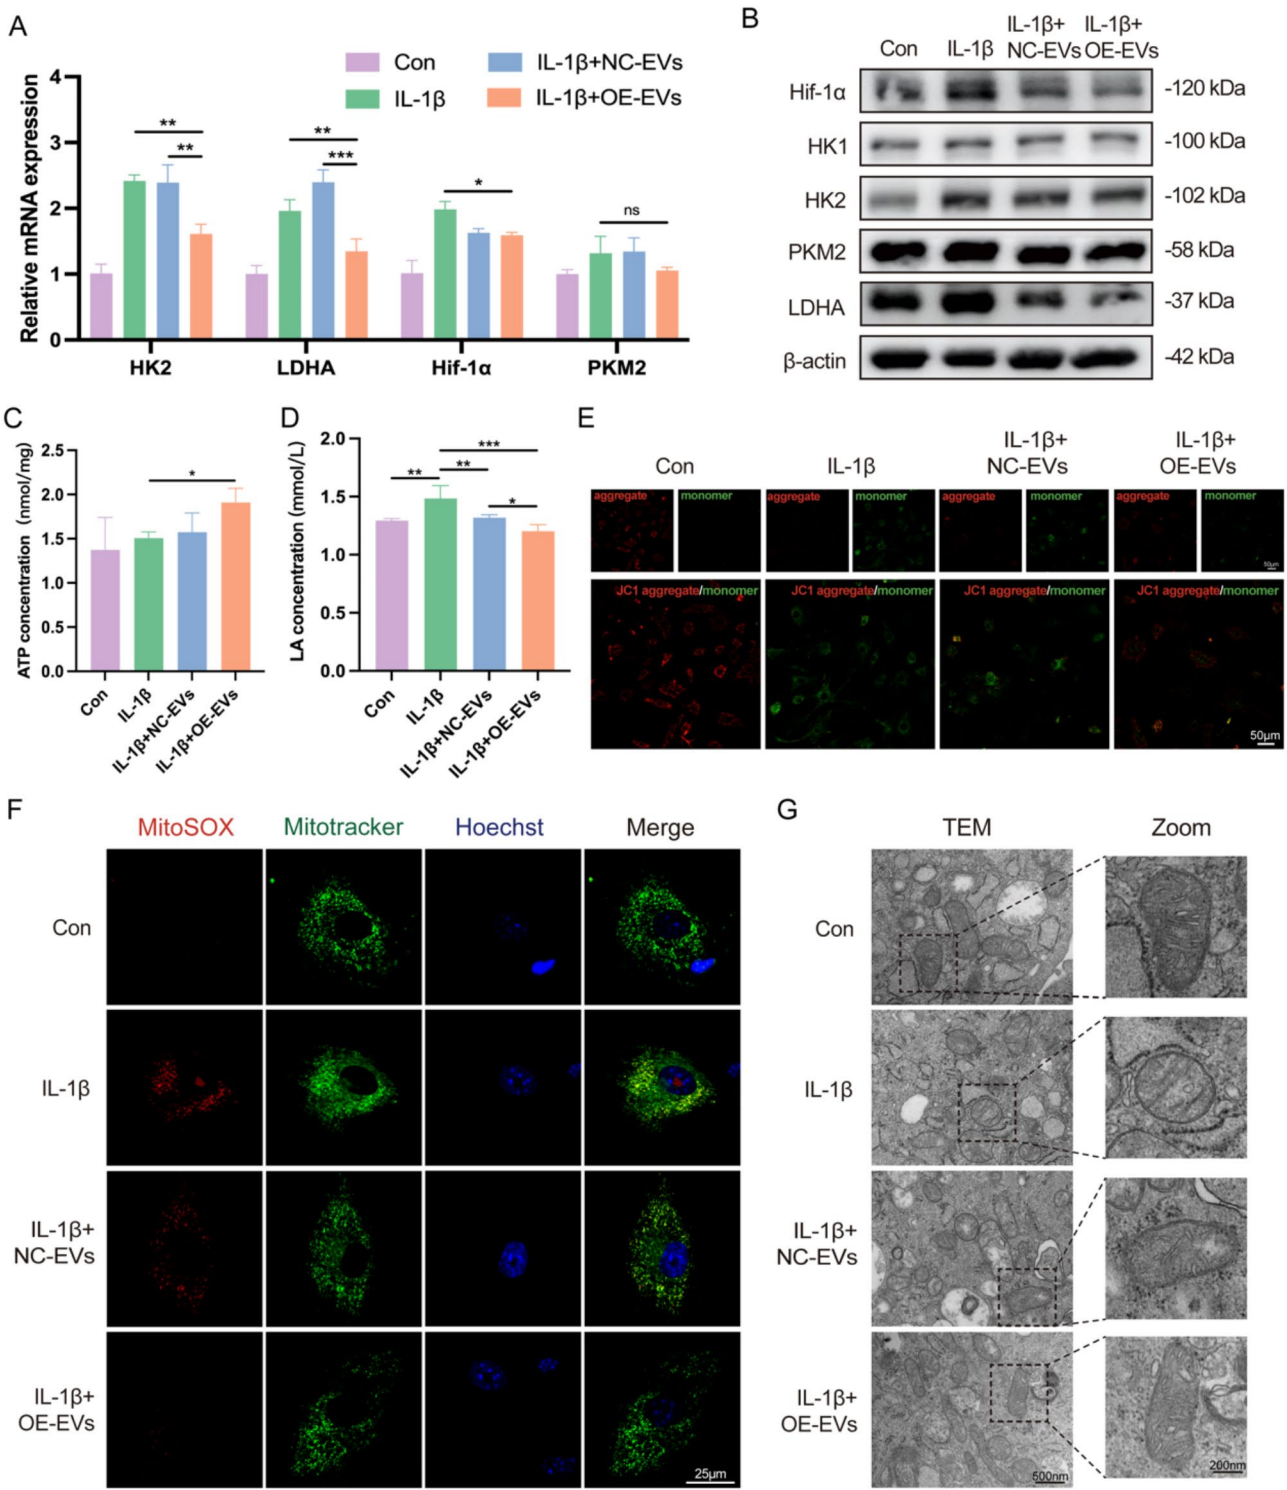 A
Con
IL-1β
IL-1β+NC-EVs
IL-1β+OE-EVs
Relative mRNA expression
4
3
2
1
0
**
**
**
***
*
ns
HK2
LDHA
Hif-1α
PKM2
B
Con
IL-1β
IL-1β+
NC-EVs
IL-1β+
OE-EVs
Hif-1α
-120 kDa
HK1
-100 kDa
HK2
-102 kDa
PKM2
-58 kDa
LDHA
-37 kDa
β-actin
-42 kDa
C
ATP concentration (nmol/mg)
2.5
2.0
1.5
1.0
0.5
0.0
*
Con
IL-1β
IL-1β+NC-EVs
IL-1β+OE-EVs
D
LA concentration (mmol/L)
2.0
1.5
1.0
0.5
0.0
***
**
**
*
Con
IL-1β
IL-1β+NC-EVs
IL-1β+OE-EVs
E
Con
IL-1β
IL-1β+
NC-EVs
IL-1β+
OE-EVs
aggregate
monomer
aggregate
monomer
aggregate
monomer
aggregate
monomer
50μm
JC1 aggregate/monomer
JC1 aggregate/monomer
JC1 aggregate/monomer
JC1 aggregate/monomer
50μm
F
MitoSOX
Mitotracker
Hoechst
Merge
Con
IL-1β
IL-1β+
NC-EVs
IL-1β+
OE-EVs
25μm
G
TEM
Zoom
Con
IL-1β
IL-1β+
NC-EVs
IL-1β+
OE-EVs
500nm
200nm